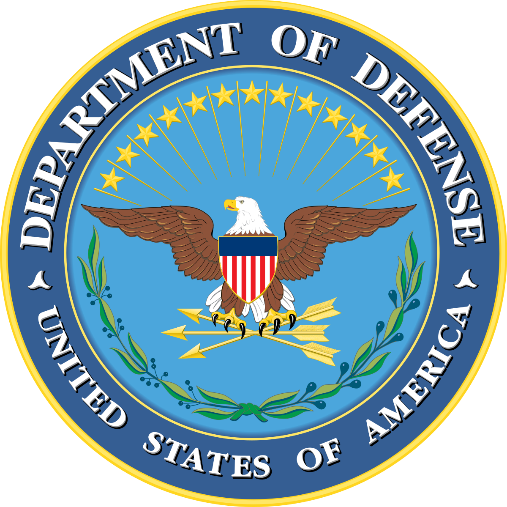 DEPARTMENT OF DEFENSE
UNITED STATES OF AMERICA